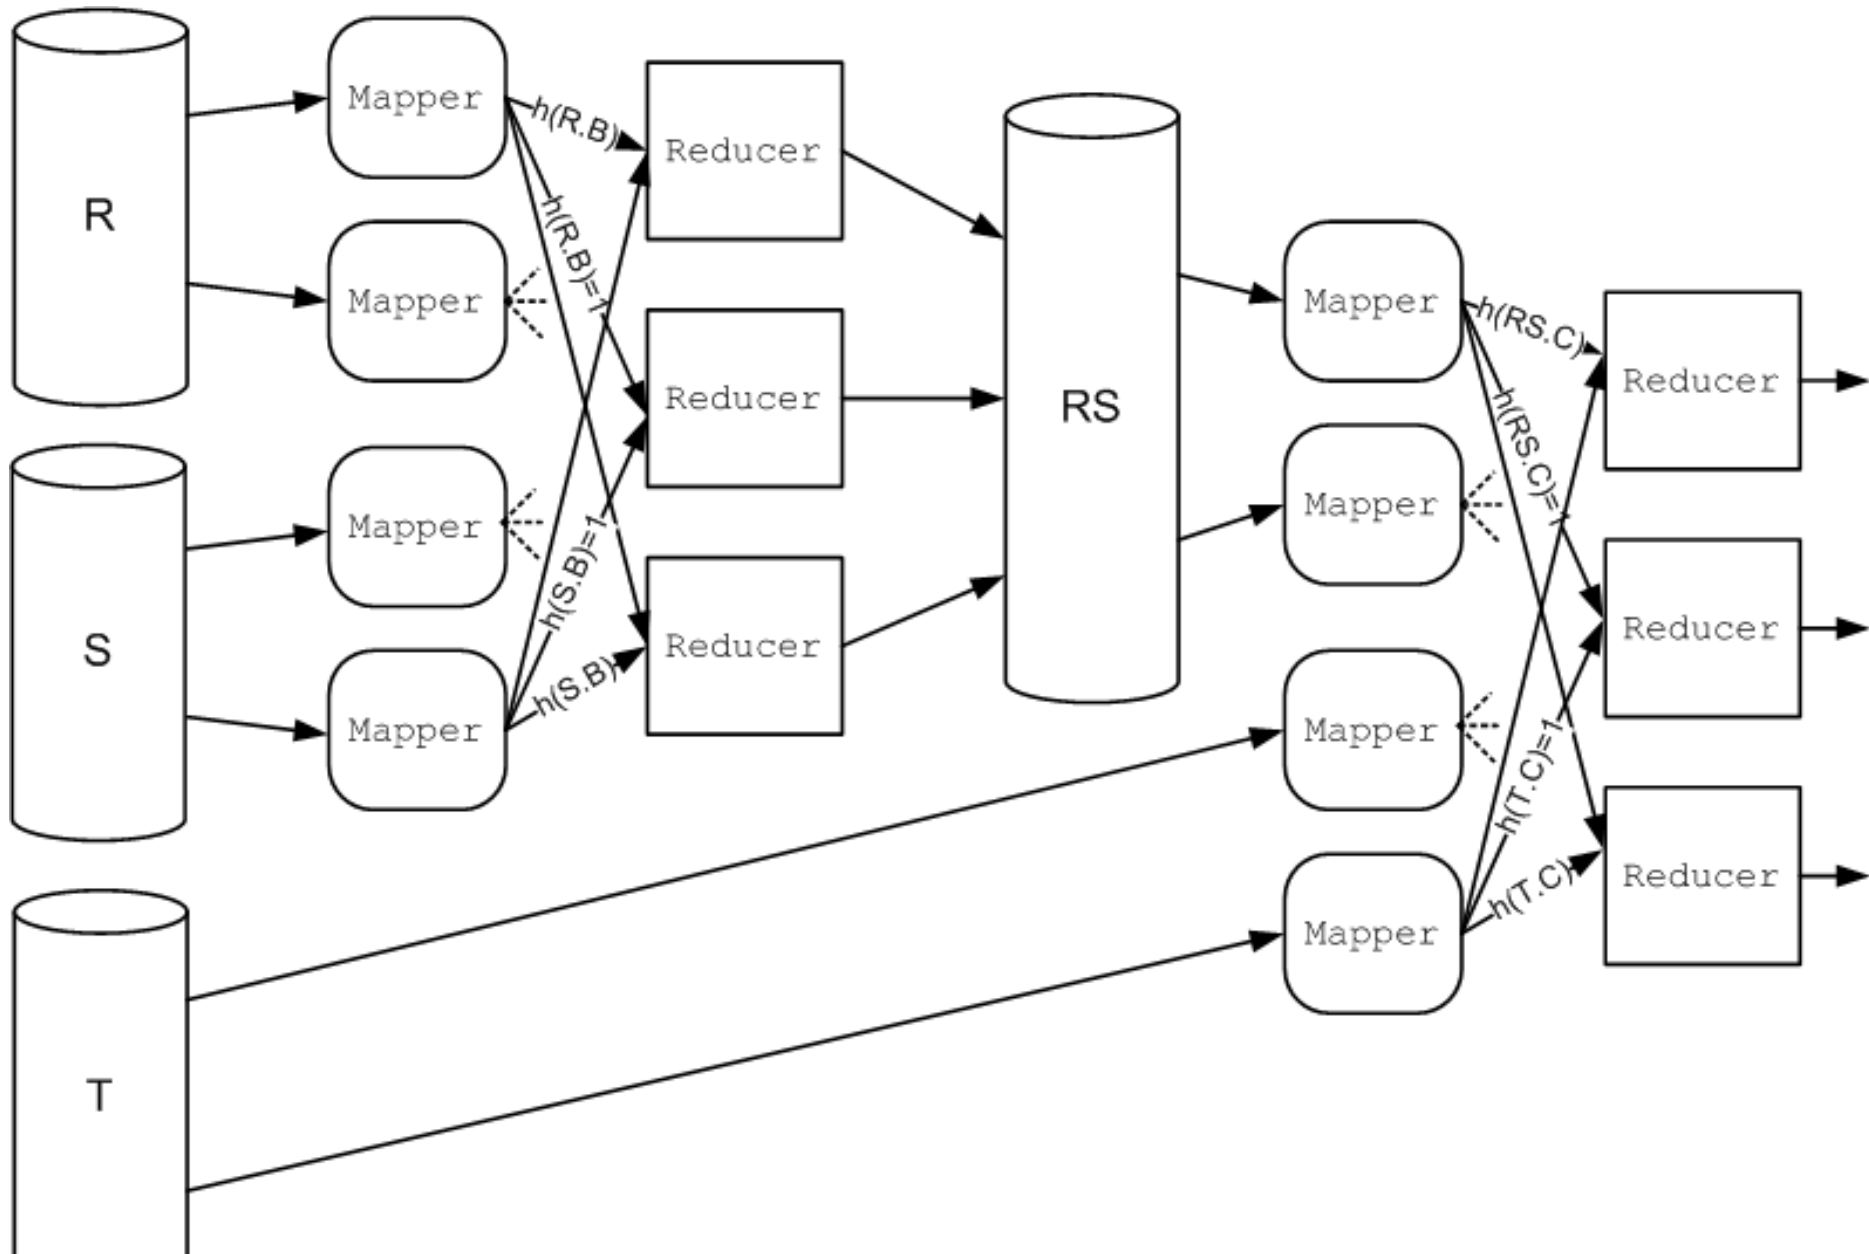 R
Mapper
Mapper
h(R.B)
h(R.B)=1
Reducer
S
Mapper
Mapper
h(S.B)=1
h(S.B)
Reducer
Reducer
RS
T
Mapper
Mapper
h(RS.C)
h(RS.C)=1
Reducer
Mapper
Mapper
h(T.C)=1
h(T.C)
Reducer
Reducer